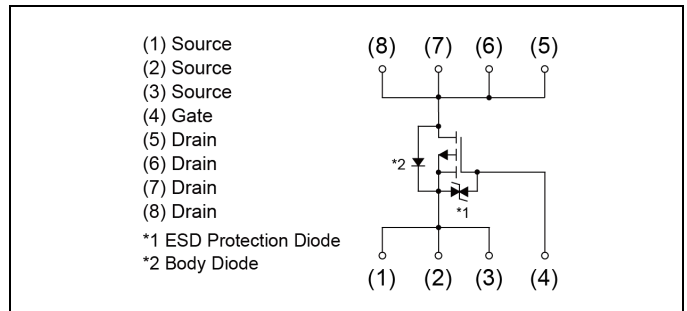 (1) Source
(2) Source
(3) Source
(4) Gate
(5) Drain
(6) Drain
(7) Drain
(8) Drain
*1 ESD Protection Diode
*2 Body Diode
(8) (7) (6) (5)
*2
*1
(1) (2) (3) (4)